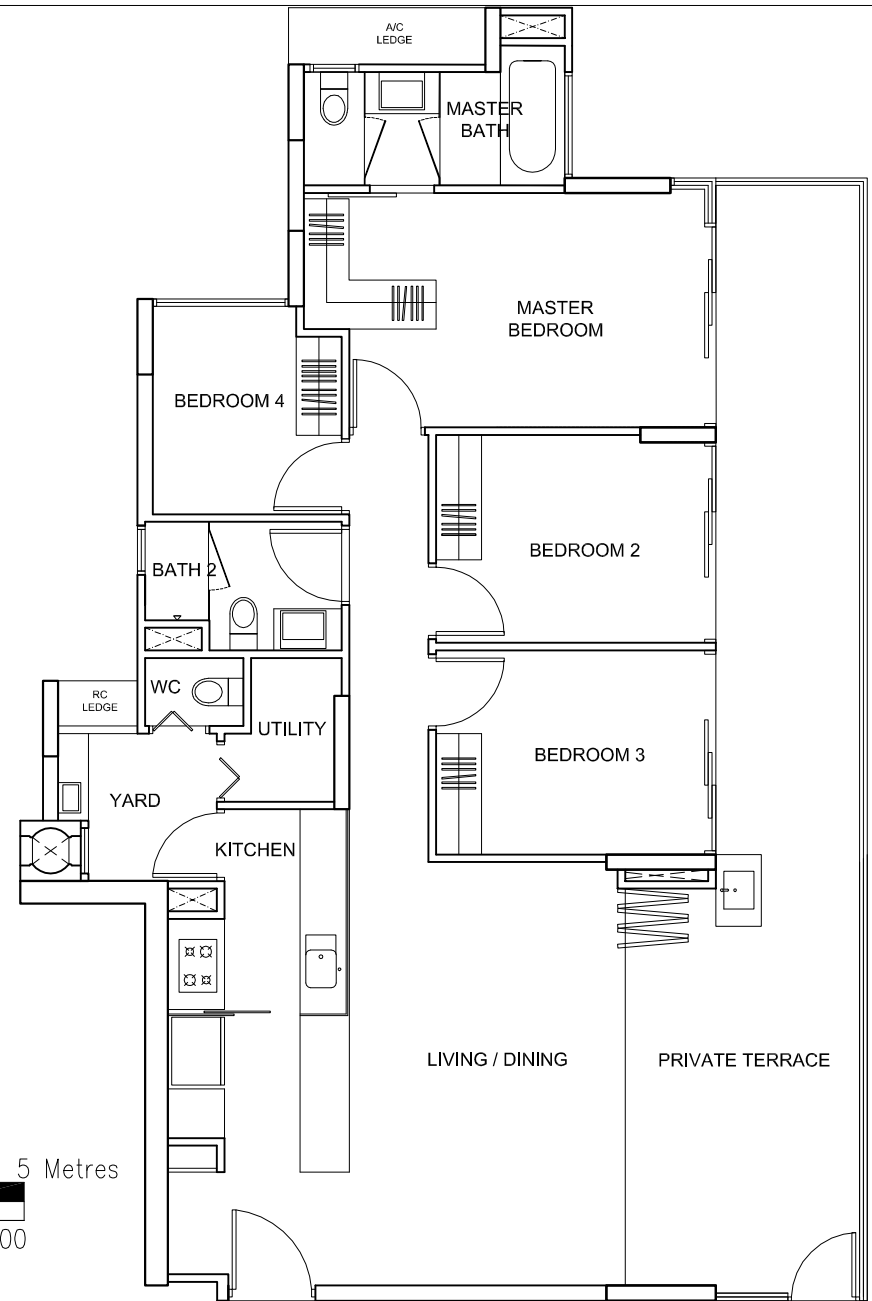 A/C
LEDGE
MASTER
BATH
MASTER
BEDROOM
BEDROOM 4
BEDROOM 2
BATH 2
WC
RC
LEDGE
UTILITY
BEDROOM 3
YARD
KITCHEN
LIVING / DINING
PRIVATE TERRACE
5 Metres
00